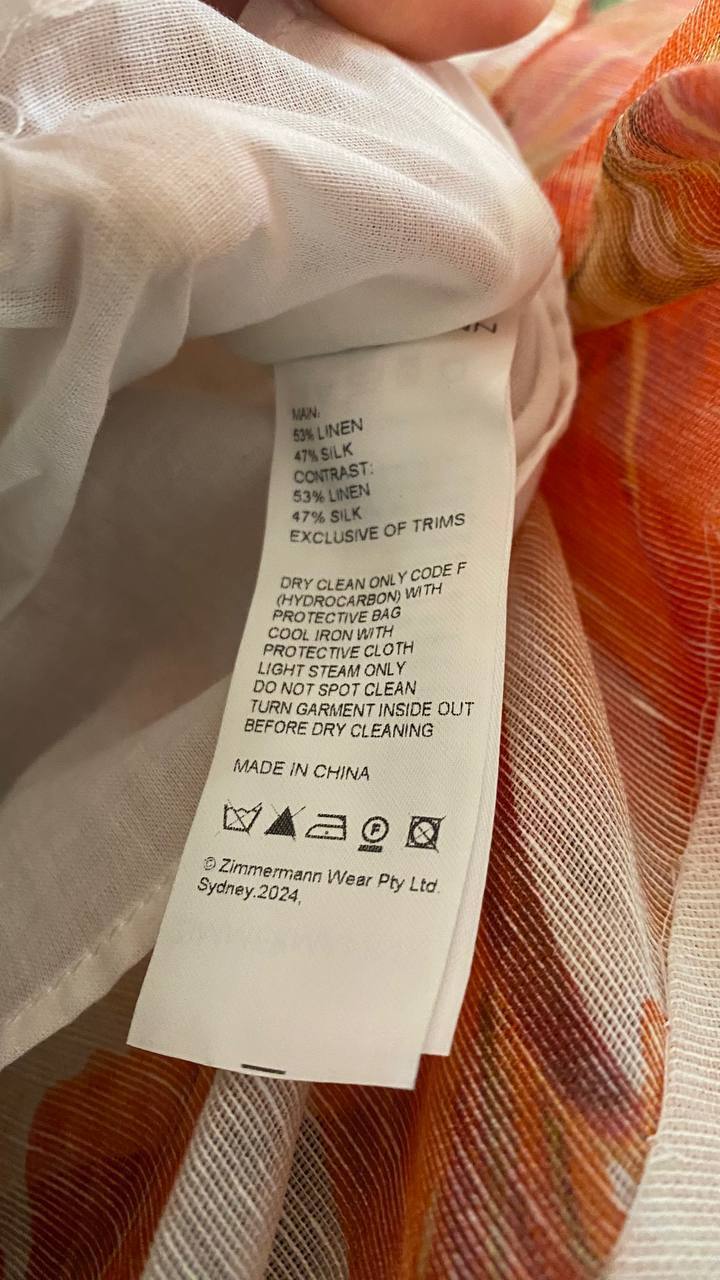 MAIN:
53% LINEN
47% SILK
CONTRAST:
53% LINEN
47% SILK
EXCLUSIVE OF TRIMS
DRY CLEAN ONLY CODE F
(HYDROCARBON) WITH
PROTECTIVE BAG
COOL IRON WITH
PROTECTIVE CLOTH
LIGHT STEAM ONLY
DO NOT SPOT CLEAN
TURN GARMENT INSIDE OUT
BEFORE DRY CLEANING
MADE IN CHINA
F
© Zimmermann Wear Pty Ltd.
Sydney.2024,